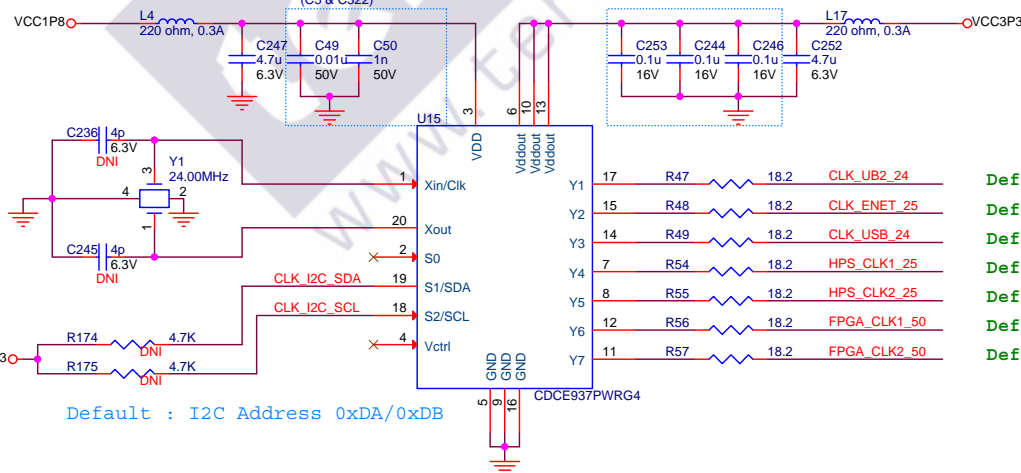 (C3 & C322)
VCC1P8
L4
220 ohm, 0.3A
C247
4.7u
6.3V
C49
0.01u
50V
C50
1n
50V
C253
0.1u
16V
C244
0.1u
16V
C246
0.1u
16V
C252
4.7u
6.3V
L17
220 ohm, 0.3A
VCC3P3
www.ter
U15
3
VDD
6
10
13
Vddout
Vddout
Vddout
C236
4p
6.3V
DNI
Y1
24.00MHz
3
4
2
1
C245
4p
6.3V
DNI
1
Xin/Clk
20
Xout
2
S0
CLK_I2C_SDA
19
S1/SDA
CLK_I2C_SCL
18
S2/SCL
4
Vctrl
Y1
17
R47
18.2
CLK_UB2_24
Def
Y2
15
R48
18.2
CLK_ENET_25
Def
Y3
14
R49
18.2
CLK_USB_24
Def
Y4
7
R54
18.2
HPS_CLK1_25
Def
Y5
8
R55
18.2
HPS_CLK2_25
Def
Y6
12
R56
18.2
FPGA_CLK1_50
Def
Y7
11
R57
18.2
FPGA_CLK2_50
Def
3
R174
DNI
4.7K
R175
DNI
4.7K
GND
GND
GND
5
9
16
CDCE937PWRG4
Default : I2C Address 0xDA/0xDB